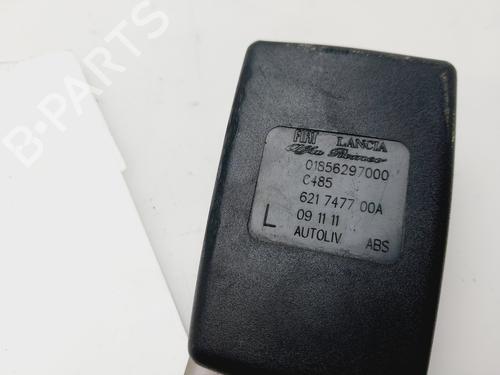 B-PARTS
FIAT LANCIA
Alfa Romeo
01856297000
C485
621 7477 00A
L 09 11 11
AUTOLIV ABS